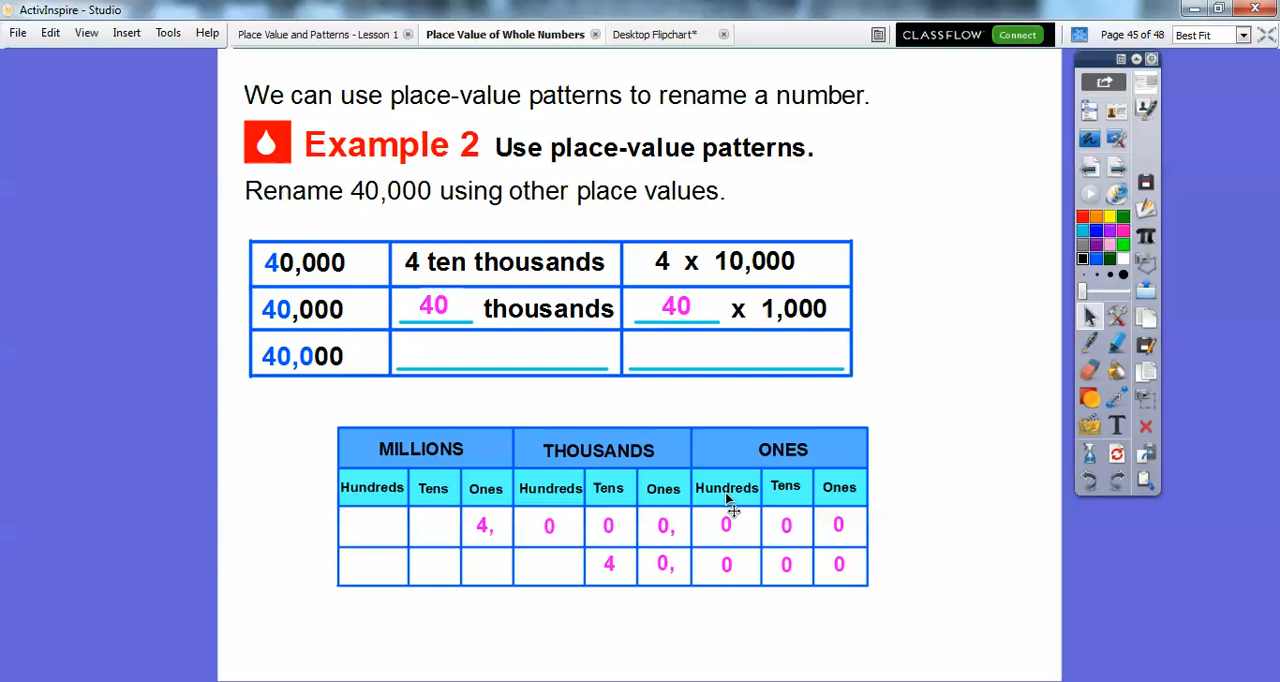 ActivInspire - Studio
File Edit View Insert Tools Help Place Value and Patterns - Lesson 1 Place Value of Whole Numbers Desktop Flipchart* CLASSFLOW Connect Page 45 of 48 Best Fit
We can use place-value patterns to rename a number.
Example 2 Use place-value patterns.
Rename 40,000 using other place values.
40,000 4 ten thousands 4 x 10,000
40,000 40 thousands 40 x 1,000
40,000
MILLIONS THOUSANDS ONES
Hundreds Tens Ones Hundreds Tens Ones Hundreds Tens Ones
4, 0 0 0, 0 0 0
4 0, 0 0 0